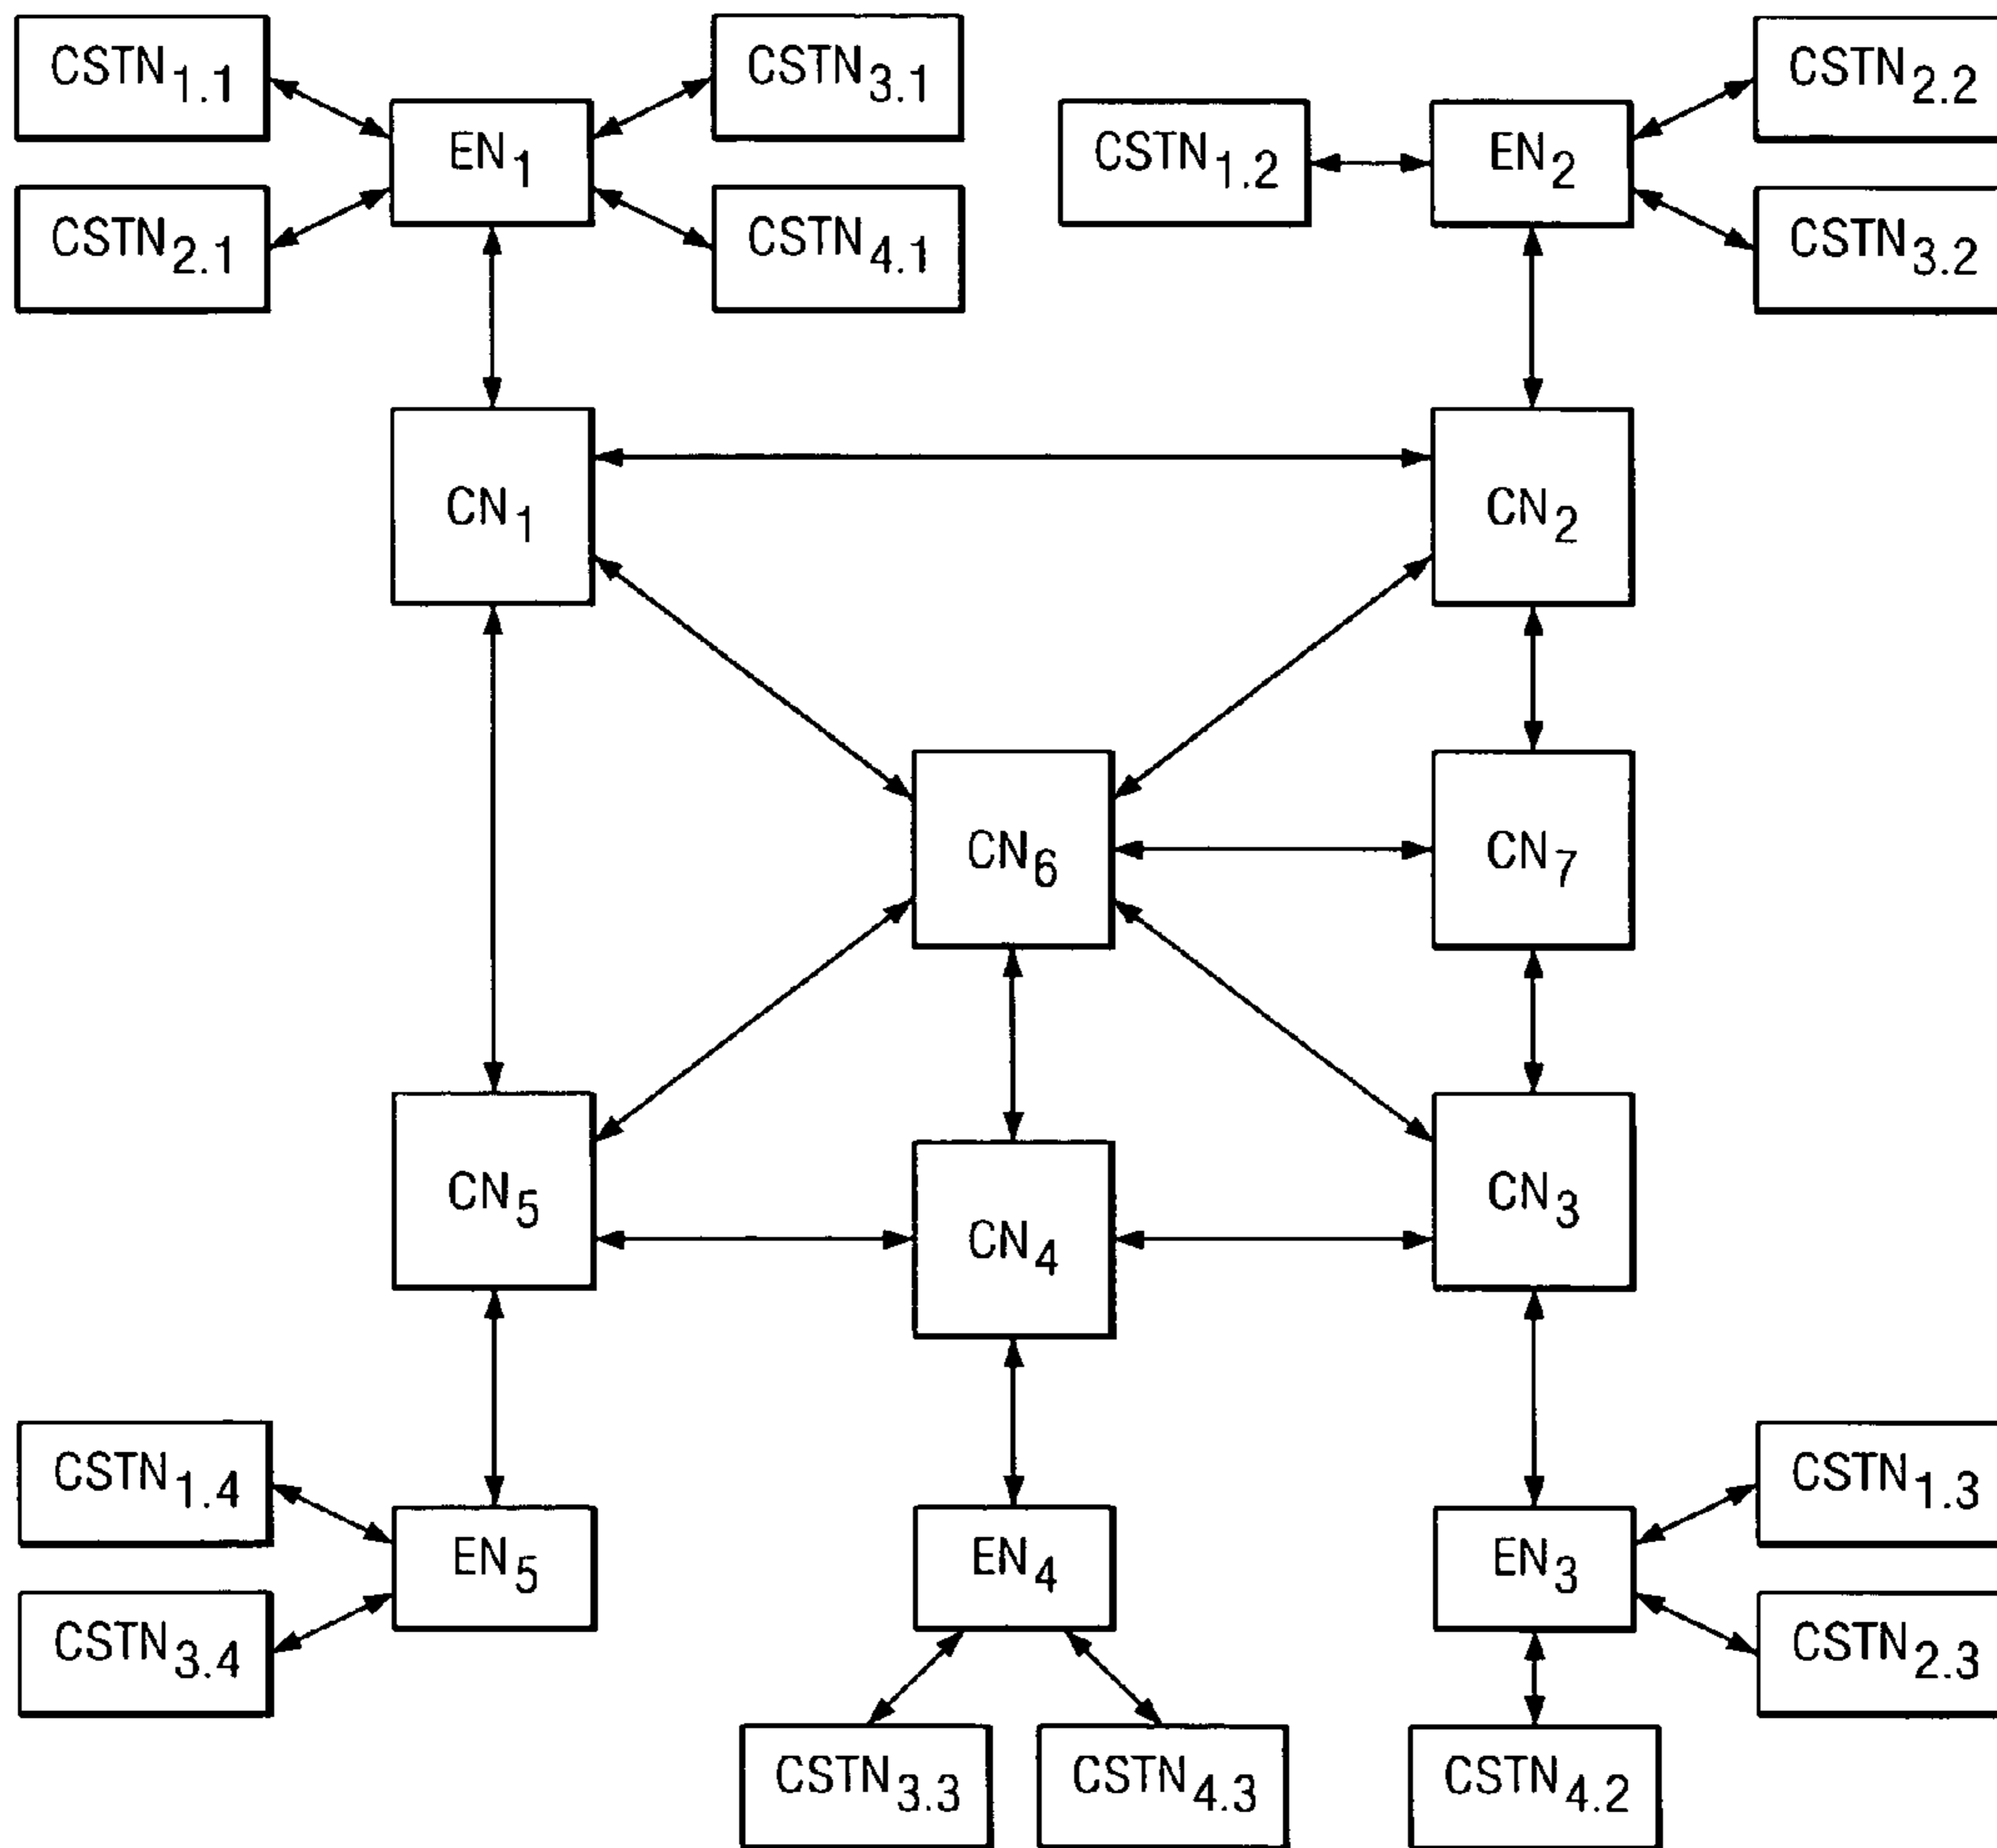 CSTN1.1
CSTN3.1
CSTN2.2
EN1
CSTN1.2
EN2
CSTN2.1
CSTN4.1
CSTN3.2
CN1
CN2
CN6
CN7
CN5
CN4
CN3
CSTN1.4
CSTN1.3
EN5
EN4
EN3
CSTN3.4
CSTN2.3
CSTN3.3
CSTN4.3
CSTN4.2